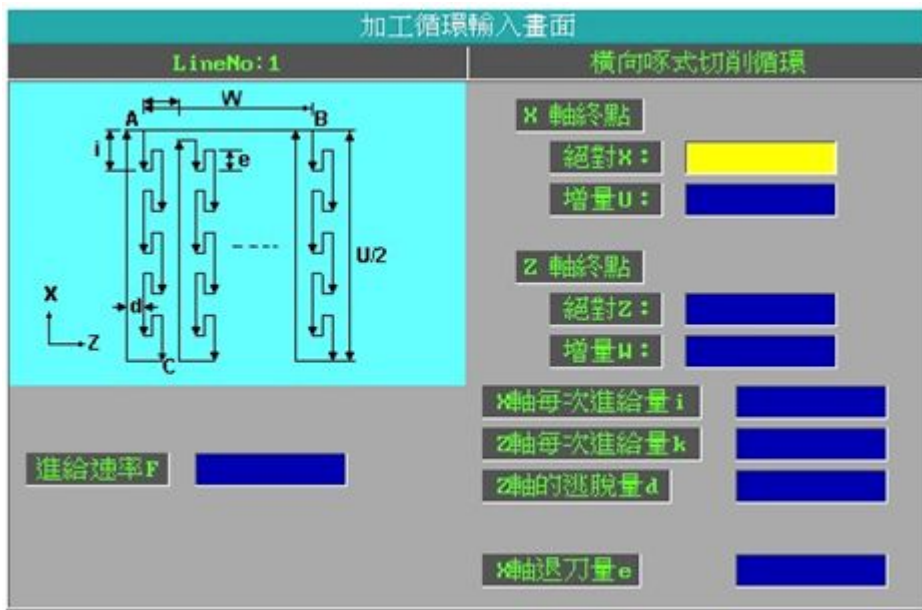 加工循環輸入畫面
LineNo:1
橫向啄式切削循環
W
A
B
i
e
U/2
X
d
Z
C
X 軸終點
絕對X:
增量U:
Z 軸終點
絕對Z:
增量W:
X軸每次進給量i
Z軸每次進給量k
Z軸的逃脫量d
X軸退刀量e
進給速率F